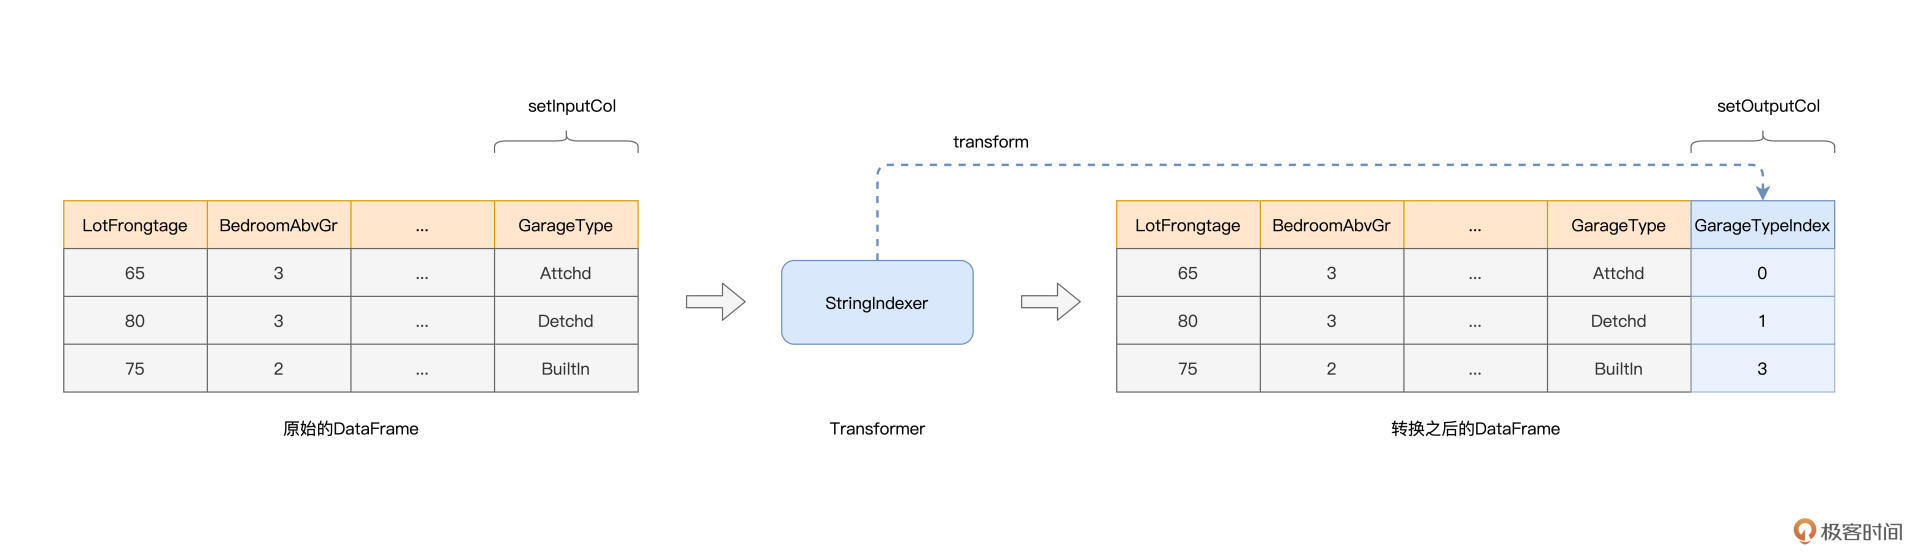 setInputCol
setOutputCol
transform
LotFrongtage BedroomAbvGr ... GarageType
65 3 ... Attchd
80 3 ... Detchd
75 2 ... BuiltIn
原始的DataFrame
StringIndexer
Transformer
LotFrongtage BedroomAbvGr ... GarageType GarageTypeIndex
65 3 ... Attchd 0
80 3 ... Detchd 1
75 2 ... BuiltIn 3
转换之后的DataFrame
极客时间